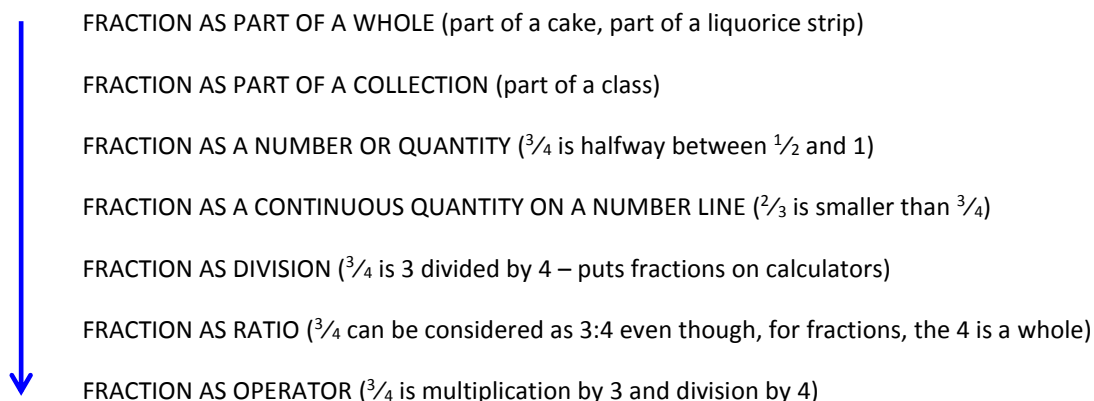 FRACTION AS PART OF A WHOLE (part of a cake, part of a liquorice strip)
FRACTION AS PART OF A COLLECTION (part of a class)
FRACTION AS A NUMBER OR QUANTITY (3⁄4 is halfway between 1⁄2 and 1)
FRACTION AS A CONTINUOUS QUANTITY ON A NUMBER LINE (2⁄3 is smaller than 3⁄4)
FRACTION AS DIVISION (3⁄4 is 3 divided by 4 – puts fractions on calculators)
FRACTION AS RATIO (3⁄4 can be considered as 3:4 even though, for fractions, the 4 is a whole)
FRACTION AS OPERATOR (3⁄4 is multiplication by 3 and division by 4)